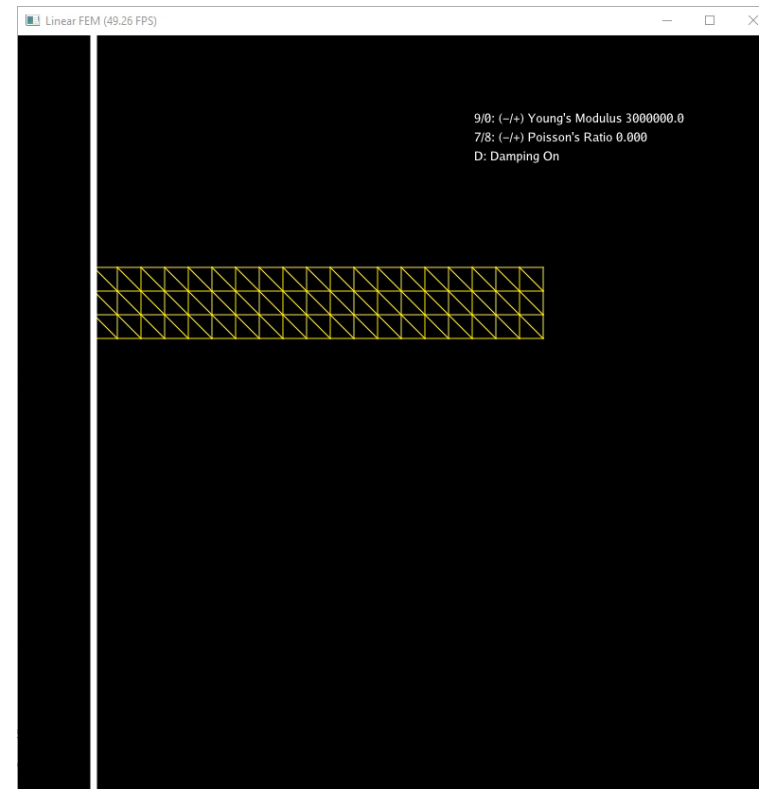 Linear FEM (49.26 FPS)
9/0: (-/+) Young's Modulus 3000000.0
7/8: (-/+) Poisson's Ratio 0.000
D: Damping On